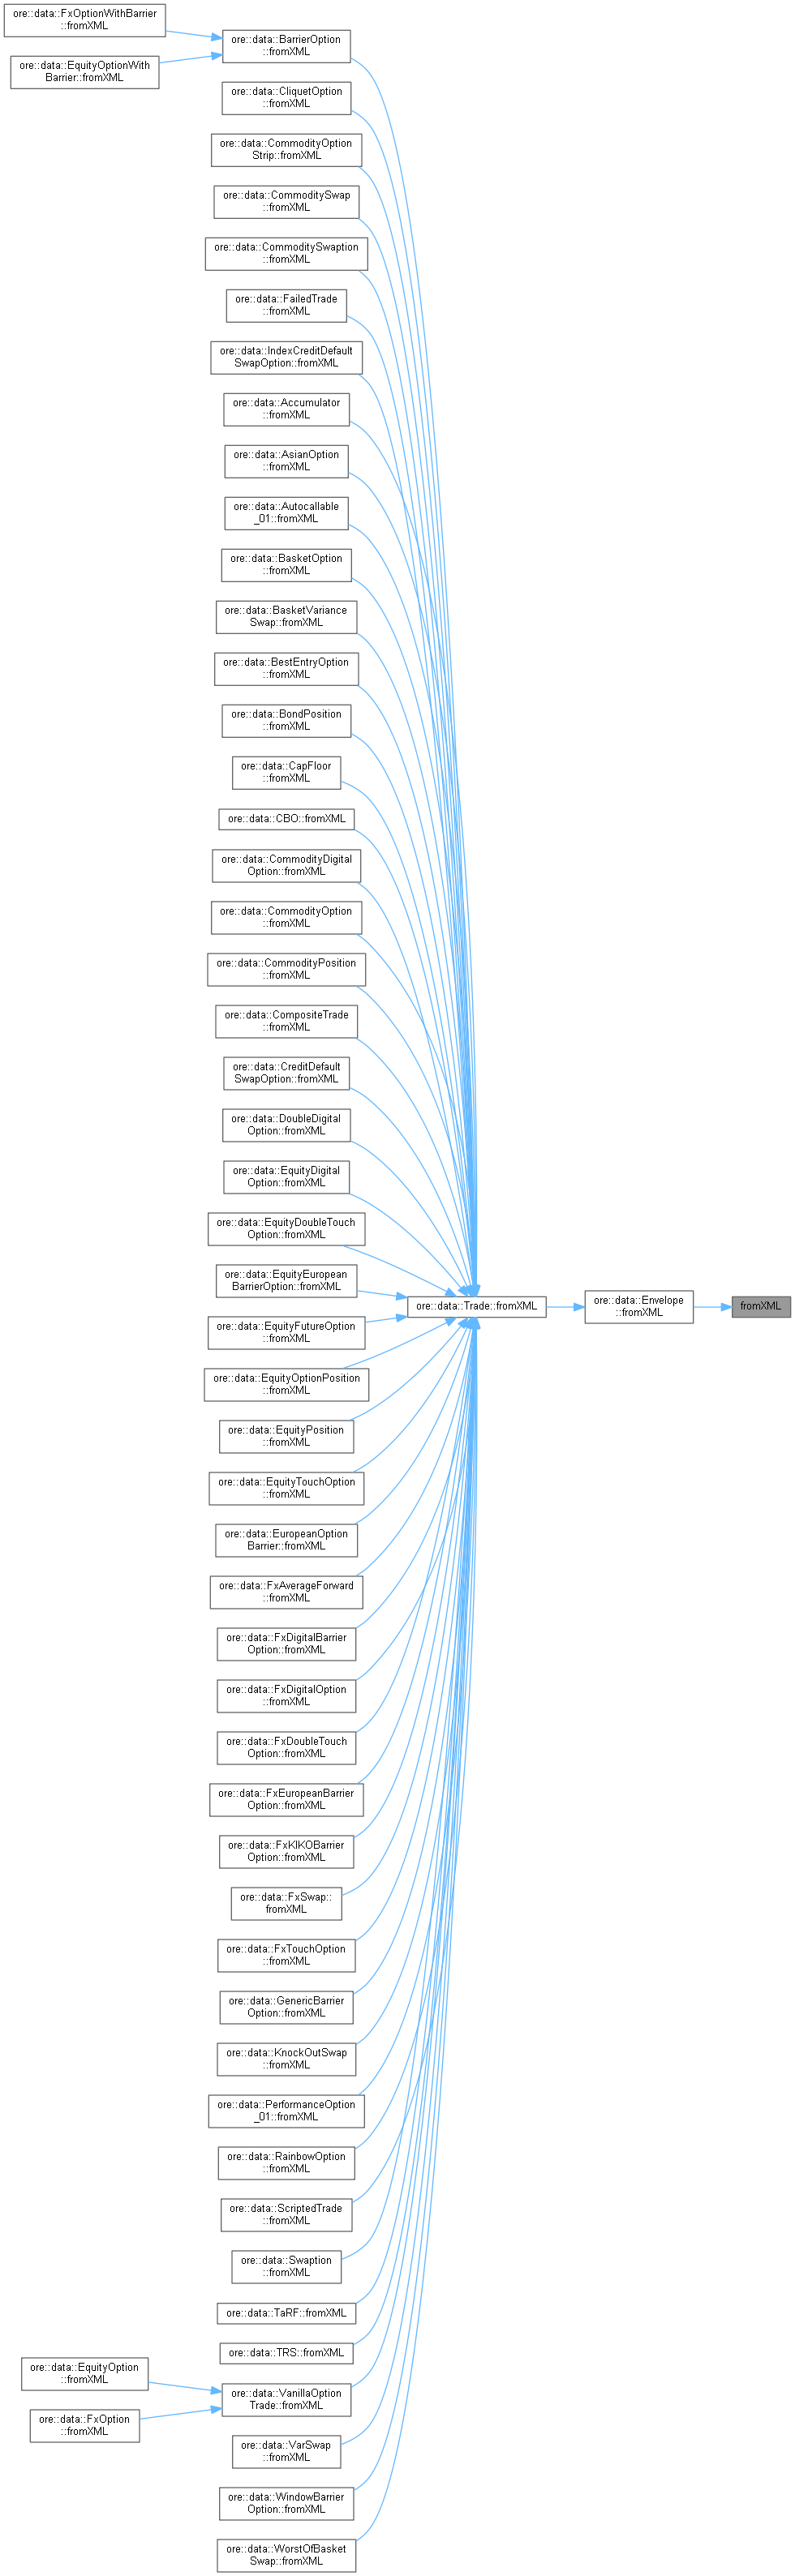 ore::data::FxOptionWithBarrier
::fromXML
ore::data::EquityOptionWith
Barrier::fromXML
ore::data::BarrierOption
::fromXML
ore::data::CliquetOption
::fromXML
ore::data::CommodityOption
Strip::fromXML
ore::data::CommoditySwap
::fromXML
ore::data::CommoditySwaption
::fromXML
ore::data::FailedTrade
::fromXML
ore::data::IndexCreditDefault
SwapOption::fromXML
ore::data::Accumulator
::fromXML
ore::data::AsianOption
::fromXML
ore::data::Autocallable
_01::fromXML
ore::data::BasketOption
::fromXML
ore::data::BasketVariance
Swap::fromXML
ore::data::BestEntryOption
::fromXML
ore::data::BondPosition
::fromXML
ore::data::CapFloor
::fromXML
ore::data::CBO::fromXML
ore::data::CommodityDigital
Option::fromXML
ore::data::CommodityOption
::fromXML
ore::data::CommodityPosition
::fromXML
ore::data::CompositeTrade
::fromXML
ore::data::CreditDefault
SwapOption::fromXML
ore::data::DoubleDigital
Option::fromXML
ore::data::EquityDigital
Option::fromXML
ore::data::EquityDoubleTouch
Option::fromXML
ore::data::EquityEuropean
BarrierOption::fromXML
ore::data::Trade::fromXML
ore::data::Envelope
::fromXML
fromXML
ore::data::EquityFutureOption
::fromXML
ore::data::EquityOptionPosition
::fromXML
ore::data::EquityPosition
::fromXML
ore::data::EquityTouchOption
::fromXML
ore::data::EuropeanOption
Barrier::fromXML
ore::data::FxAverageForward
::fromXML
ore::data::FxDigitalBarrier
Option::fromXML
ore::data::FxDigitalOption
::fromXML
ore::data::FxDoubleTouch
Option::fromXML
ore::data::FxEuropeanBarrier
Option::fromXML
ore::data::FxKIKOBarrier
Option::fromXML
ore::data::FxSwap::
fromXML
ore::data::FxTouchOption
::fromXML
ore::data::GenericBarrier
Option::fromXML
ore::data::KnockOutSwap
::fromXML
ore::data::PerformanceOption
_01::fromXML
ore::data::RainbowOption
::fromXML
ore::data::ScriptedTrade
::fromXML
ore::data::Swaption
::fromXML
ore::data::TaRF::fromXML
ore::data::TRS::fromXML
ore::data::EquityOption
::fromXML
ore::data::FxOption
::fromXML
ore::data::VanillaOption
Trade::fromXML
ore::data::VarSwap
::fromXML
ore::data::WindowBarrier
Option::fromXML
ore::data::WorstOfBasket
Swap::fromXML